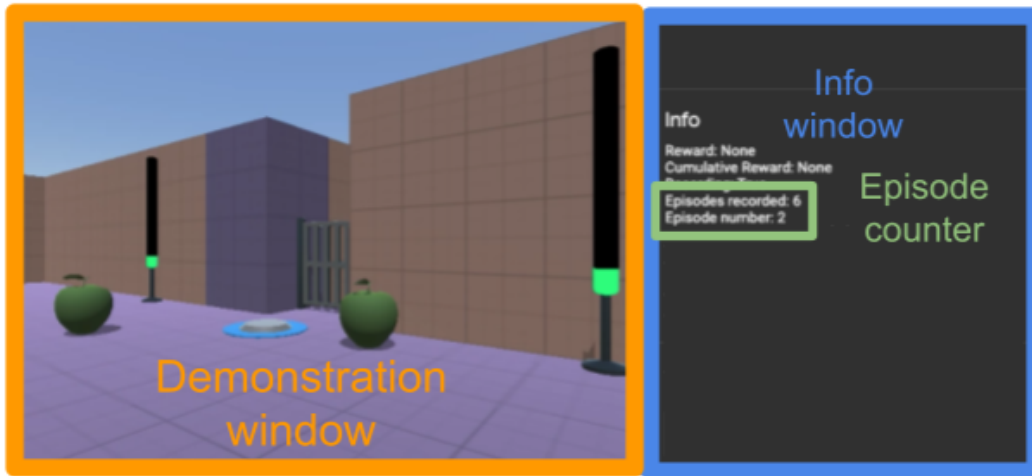 Demonstration
window
Info
window
Info
Reward: None
Cumulative Reward: None
Episodes recorded: 6
Episode number: 2
Episode
counter